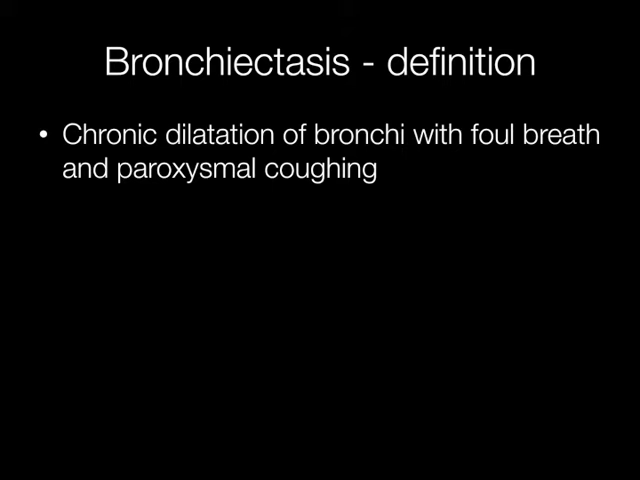 Bronchiectasis - definition
• Chronic dilatation of bronchi with foul breath
and paroxysmal coughing